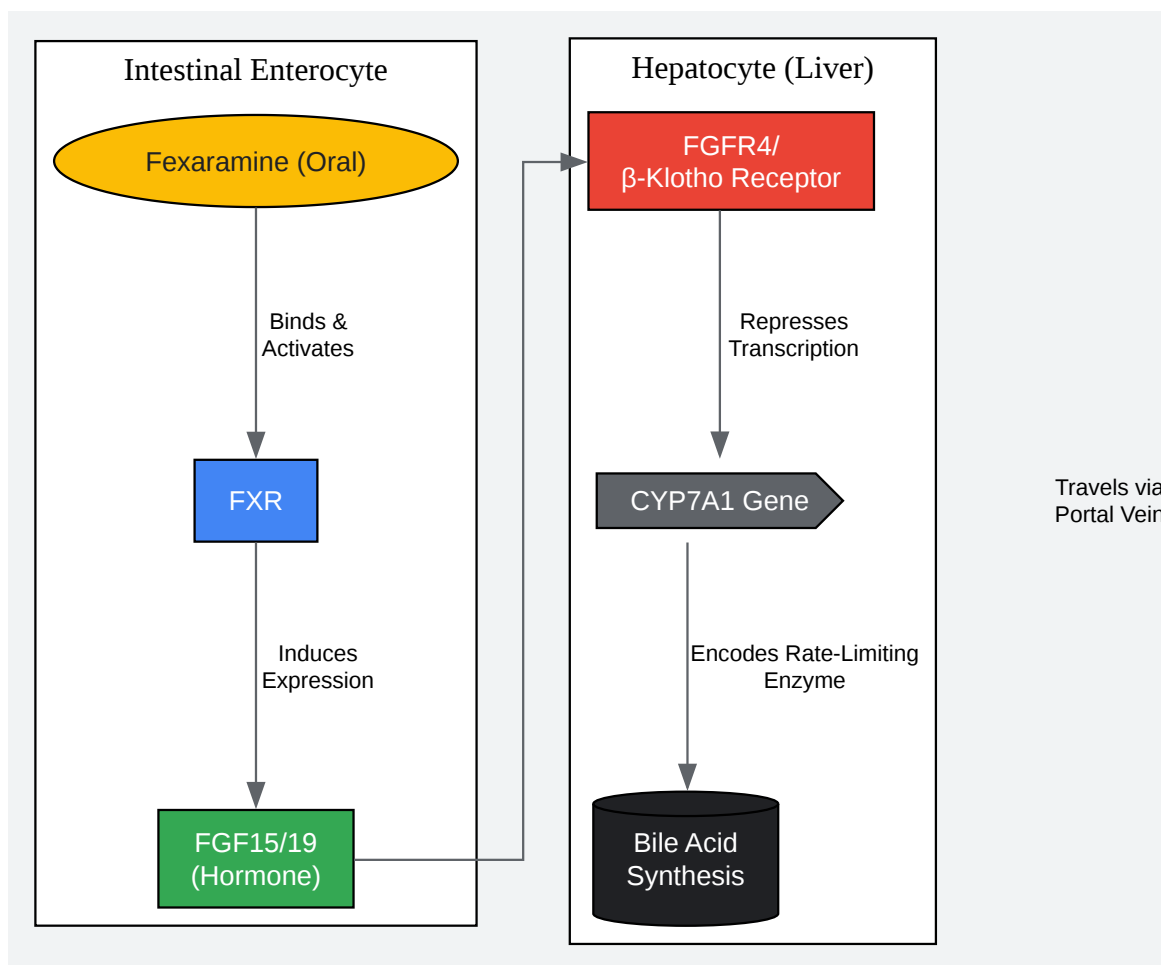 Intestinal Enterocyte
Fexaramine (Oral)
Binds &
Activates
FXR
Induces
Expression
FGF15/19
(Hormone)
Hepatocyte (Liver)
FGFR4/
β-Klotho Receptor
Represses
Transcription
CYP7A1 Gene
Encodes Rate-Limiting
Enzyme
Bile Acid
Synthesis
Travels via
Portal Vein